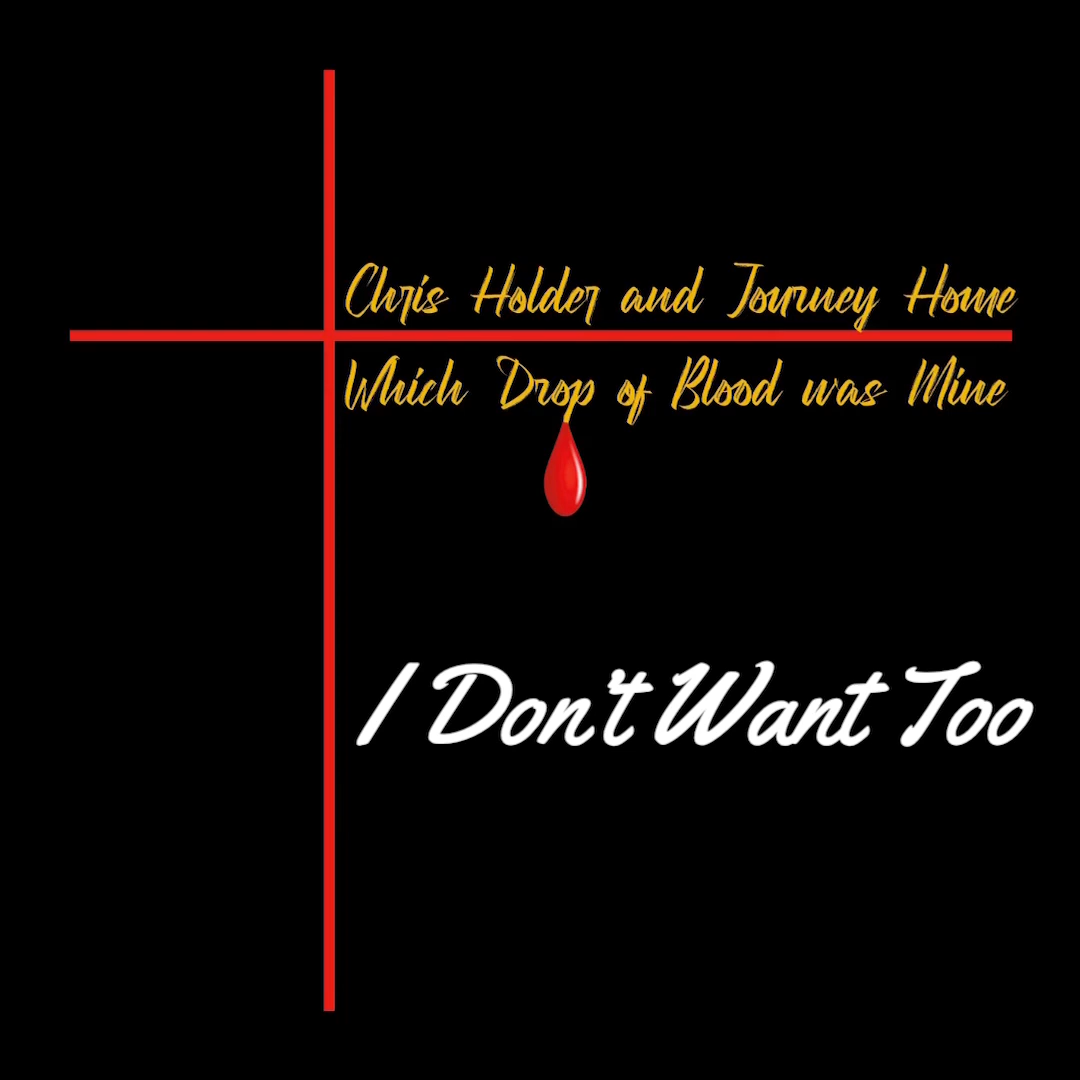 Chris Holder and Journey Home
Which Drop of Blood was Mine
I Don't Want Too